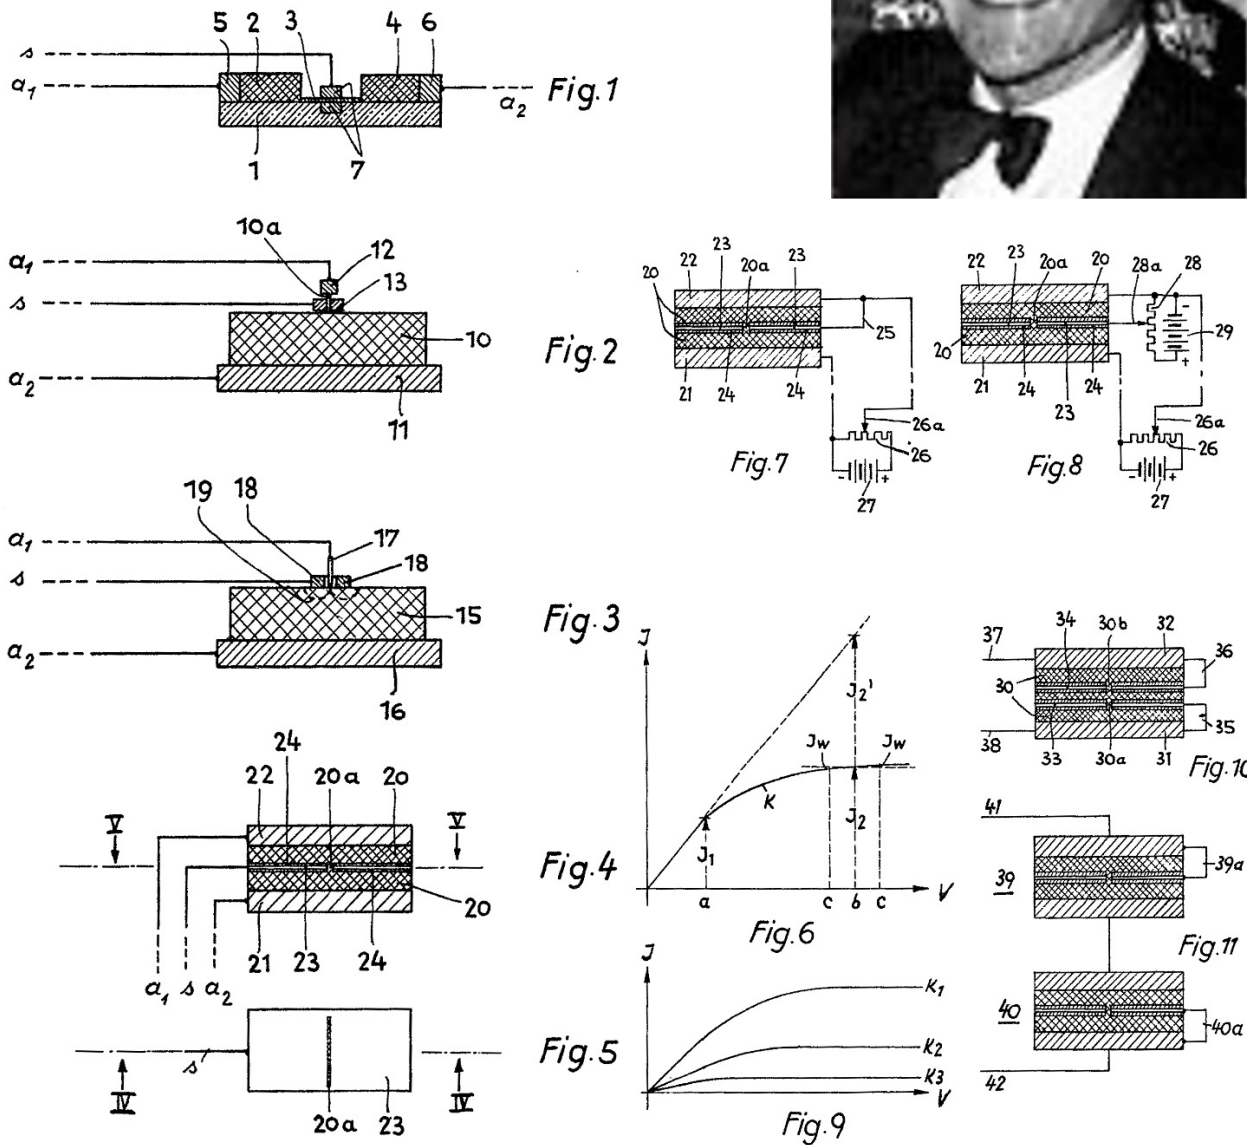 5 2 3 4 6
s
a₁
a₂ Fig.1
1 7
10a
a₁ 12
s 13
10
a₂
11
Fig.2
19 18
a₁ 17
s 18
15
a₂
16
Fig.3
24
22 20a 20
V V
20
21 23 24
a₁ s a₂
Fig.4
s
IV IV
20a 23
Fig.5
23 23
22 20a
20
25
21 24 24
26a
26
- +
27
Fig.7
23 20 28
22 20a 28a
-
29
20
21 24 24
23 +
26a
26
- +
27
Fig.8
J
J₂'
Jw Jw
K
J₂
J₁
a c b c V
Fig.6
J
K₁
K₂
K₃
V
Fig.9
34 30b 32
37 36
30
38 35
33 30a 31
Fig.10
41
39 39a
Fig.11
40 40a
42